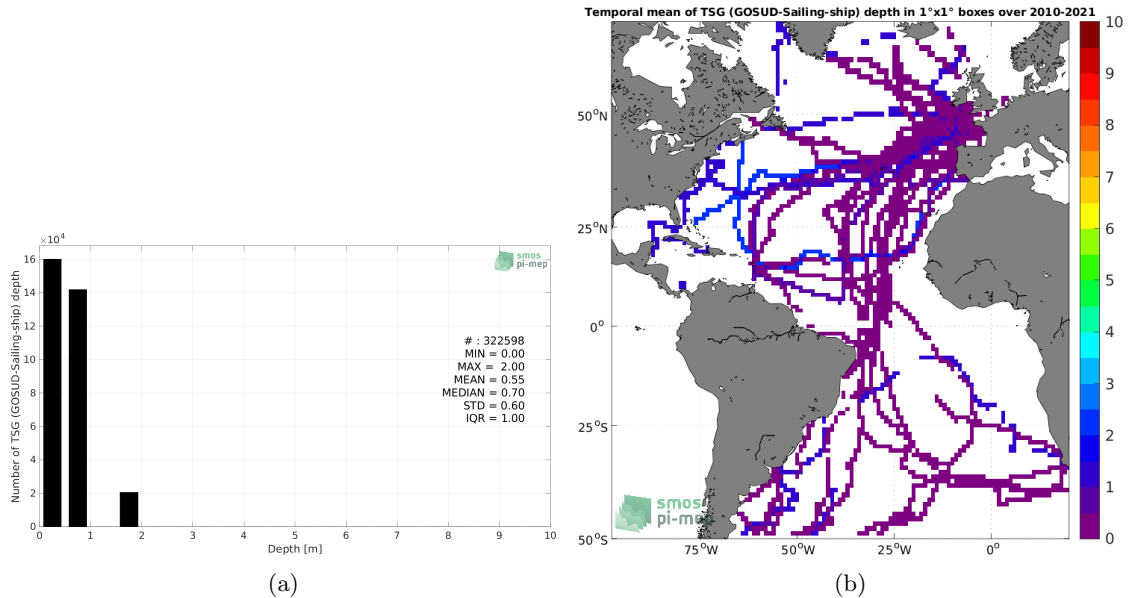 ×10⁴
16
14
12
10
8
6
4
2
0
Number of TSG (GOSUD-Sailing-ship) depth
0 1 2 3 4 5 6 7 8 9 10
Depth [m]
smos
pi-mep
# : 322598
MIN = 0.00
MAX = 2.00
MEAN = 0.55
MEDIAN = 0.70
STD = 0.60
IQR = 1.00
(a)
Temporal mean of TSG (GOSUD-Sailing-ship) depth in 1°x1° boxes over 2010-2021
50°N
25°N
0°
25°S
50°S
75°W 50°W 25°W 0°
smos
pi-mep
10
9
8
7
6
5
4
3
2
1
0
(b)